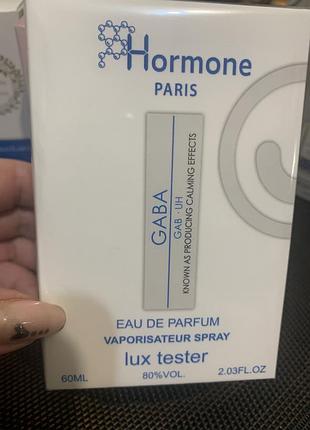 Hormone
PARIS
GABA
GAB · UH
KNOWN AS PRODUCING CALMING EFFECTS
EAU DE PARFUM
VAPORISATEUR SPRAY
lux tester
60ML 80%VOL. 2.03FL.OZ